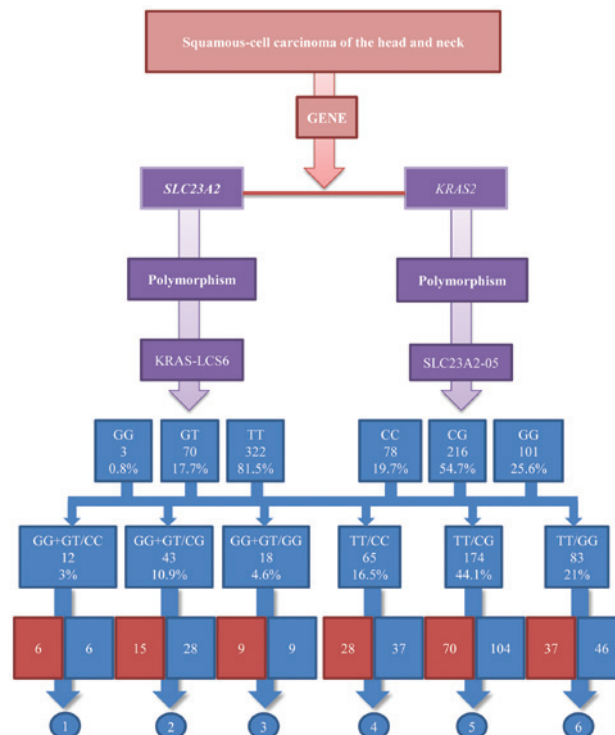 Squamous-cell carcinoma of the head and neck
GENE
SLC23A2
KRAS2
Polymorphism
Polymorphism
KRAS-LCS6
SLC23A2-05
GG
3
0.8%
GT
70
17.7%
TT
322
81.5%
CC
78
19.7%
CG
216
54.7%
GG
101
25.6%
GG+GT/CC
12
3%
GG+GT/CG
43
10.9%
GG+GT/GG
18
4.6%
TT/CC
65
16.5%
TT/CG
174
44.1%
TT/GG
83
21%
6
6
15
28
9
9
28
37
70
104
37
46
1
2
3
4
5
6